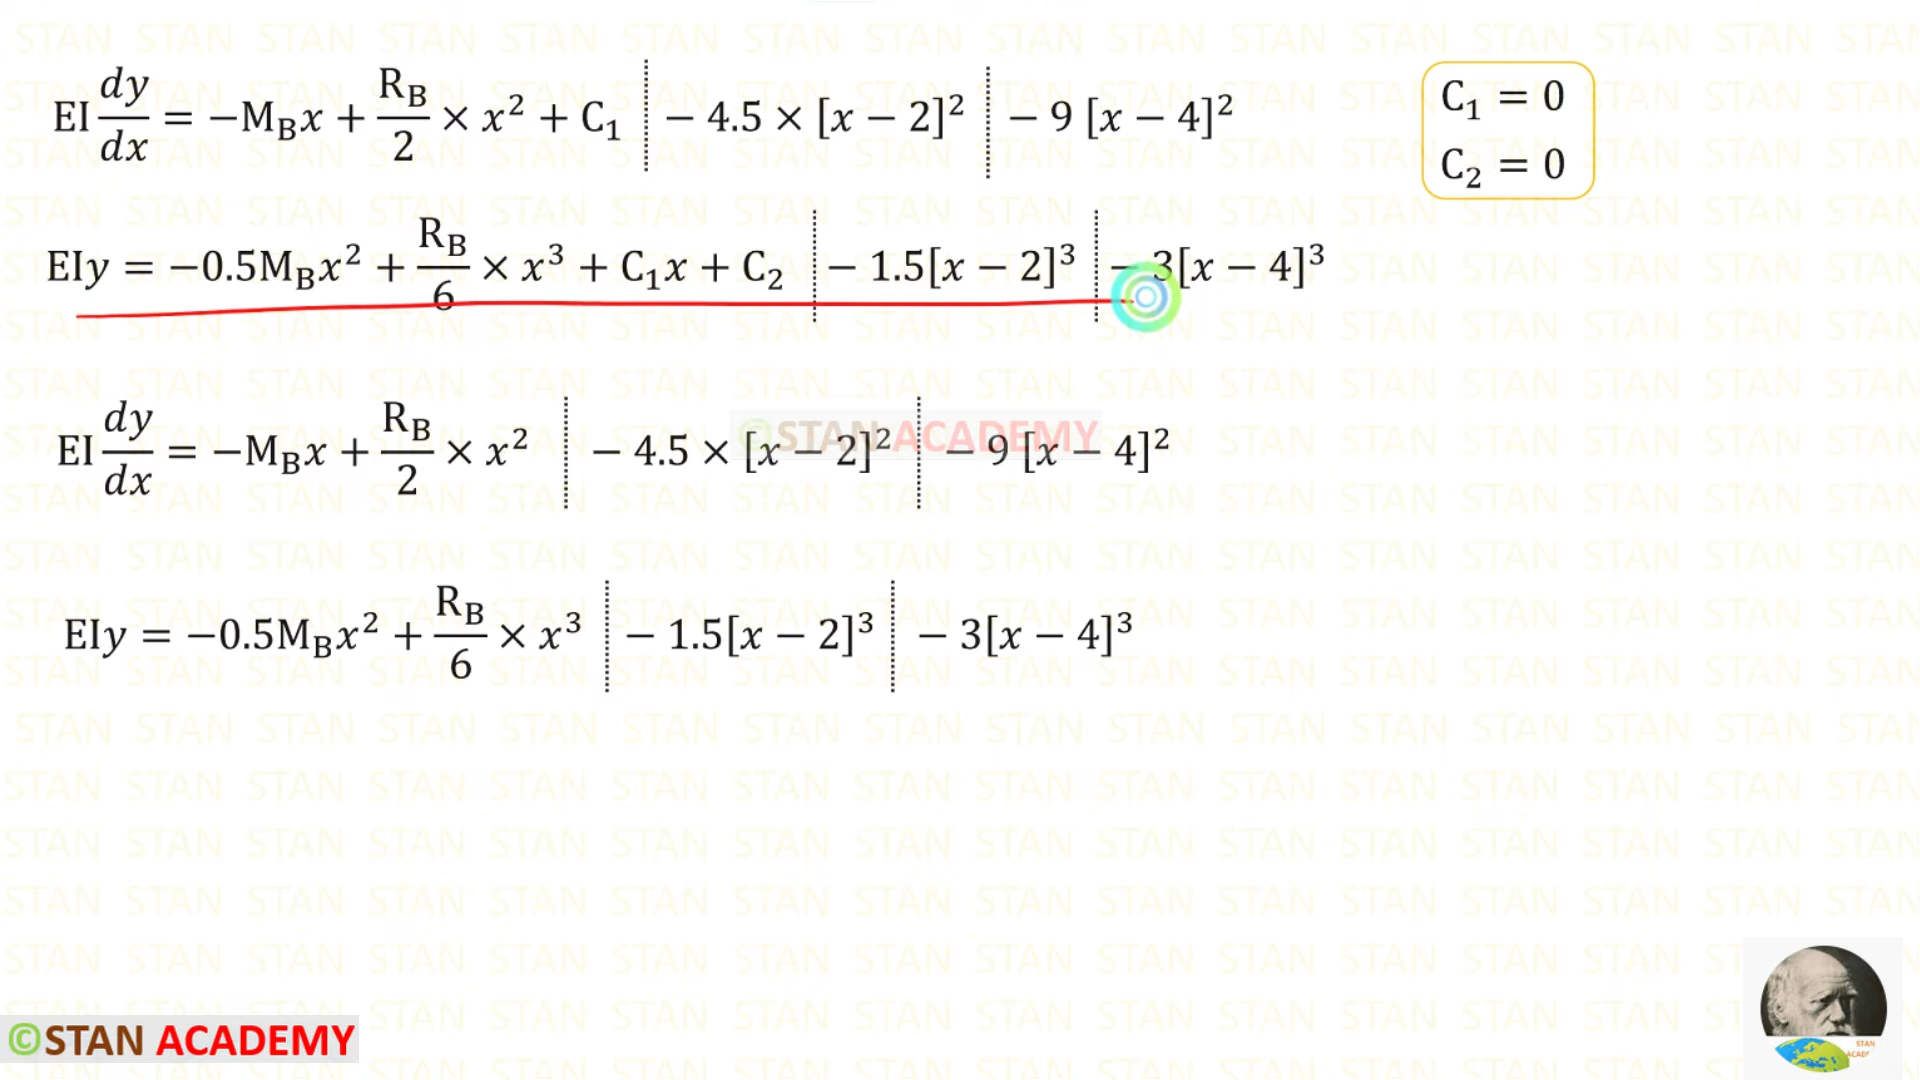 EI dy/dx = −M_B x + R_B/2 × x² + C₁ | − 4.5 × [x − 2]² | − 9 [x − 4]²
C₁ = 0
C₂ = 0
EIy = −0.5M_B x² + R_B/6 × x³ + C₁x + C₂ | − 1.5[x − 2]³ | − 3[x − 4]³
EI dy/dx = −M_B x + R_B/2 × x² | − 4.5 × [x − 2]² | − 9 [x − 4]²
©STAN ACADEMY
EIy = −0.5M_B x² + R_B/6 × x³ | − 1.5[x − 2]³ | − 3[x − 4]³
©STAN ACADEMY
STAN